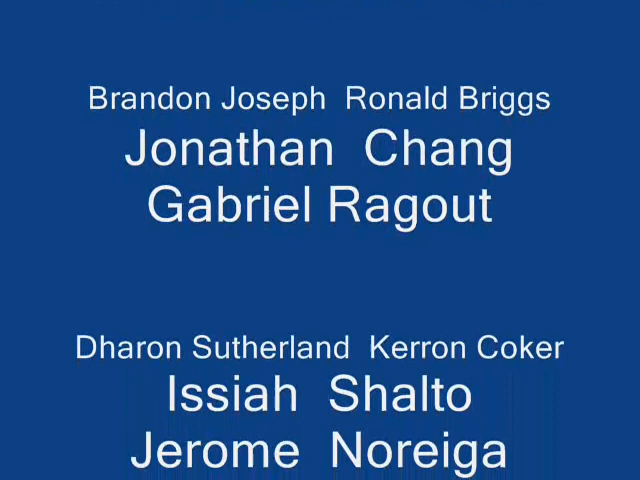 Brandon Joseph  Ronald Briggs
Jonathan  Chang
Gabriel Ragout
Dharon Sutherland  Kerron Coker
Issiah  Shalto
Jerome  Noreiga